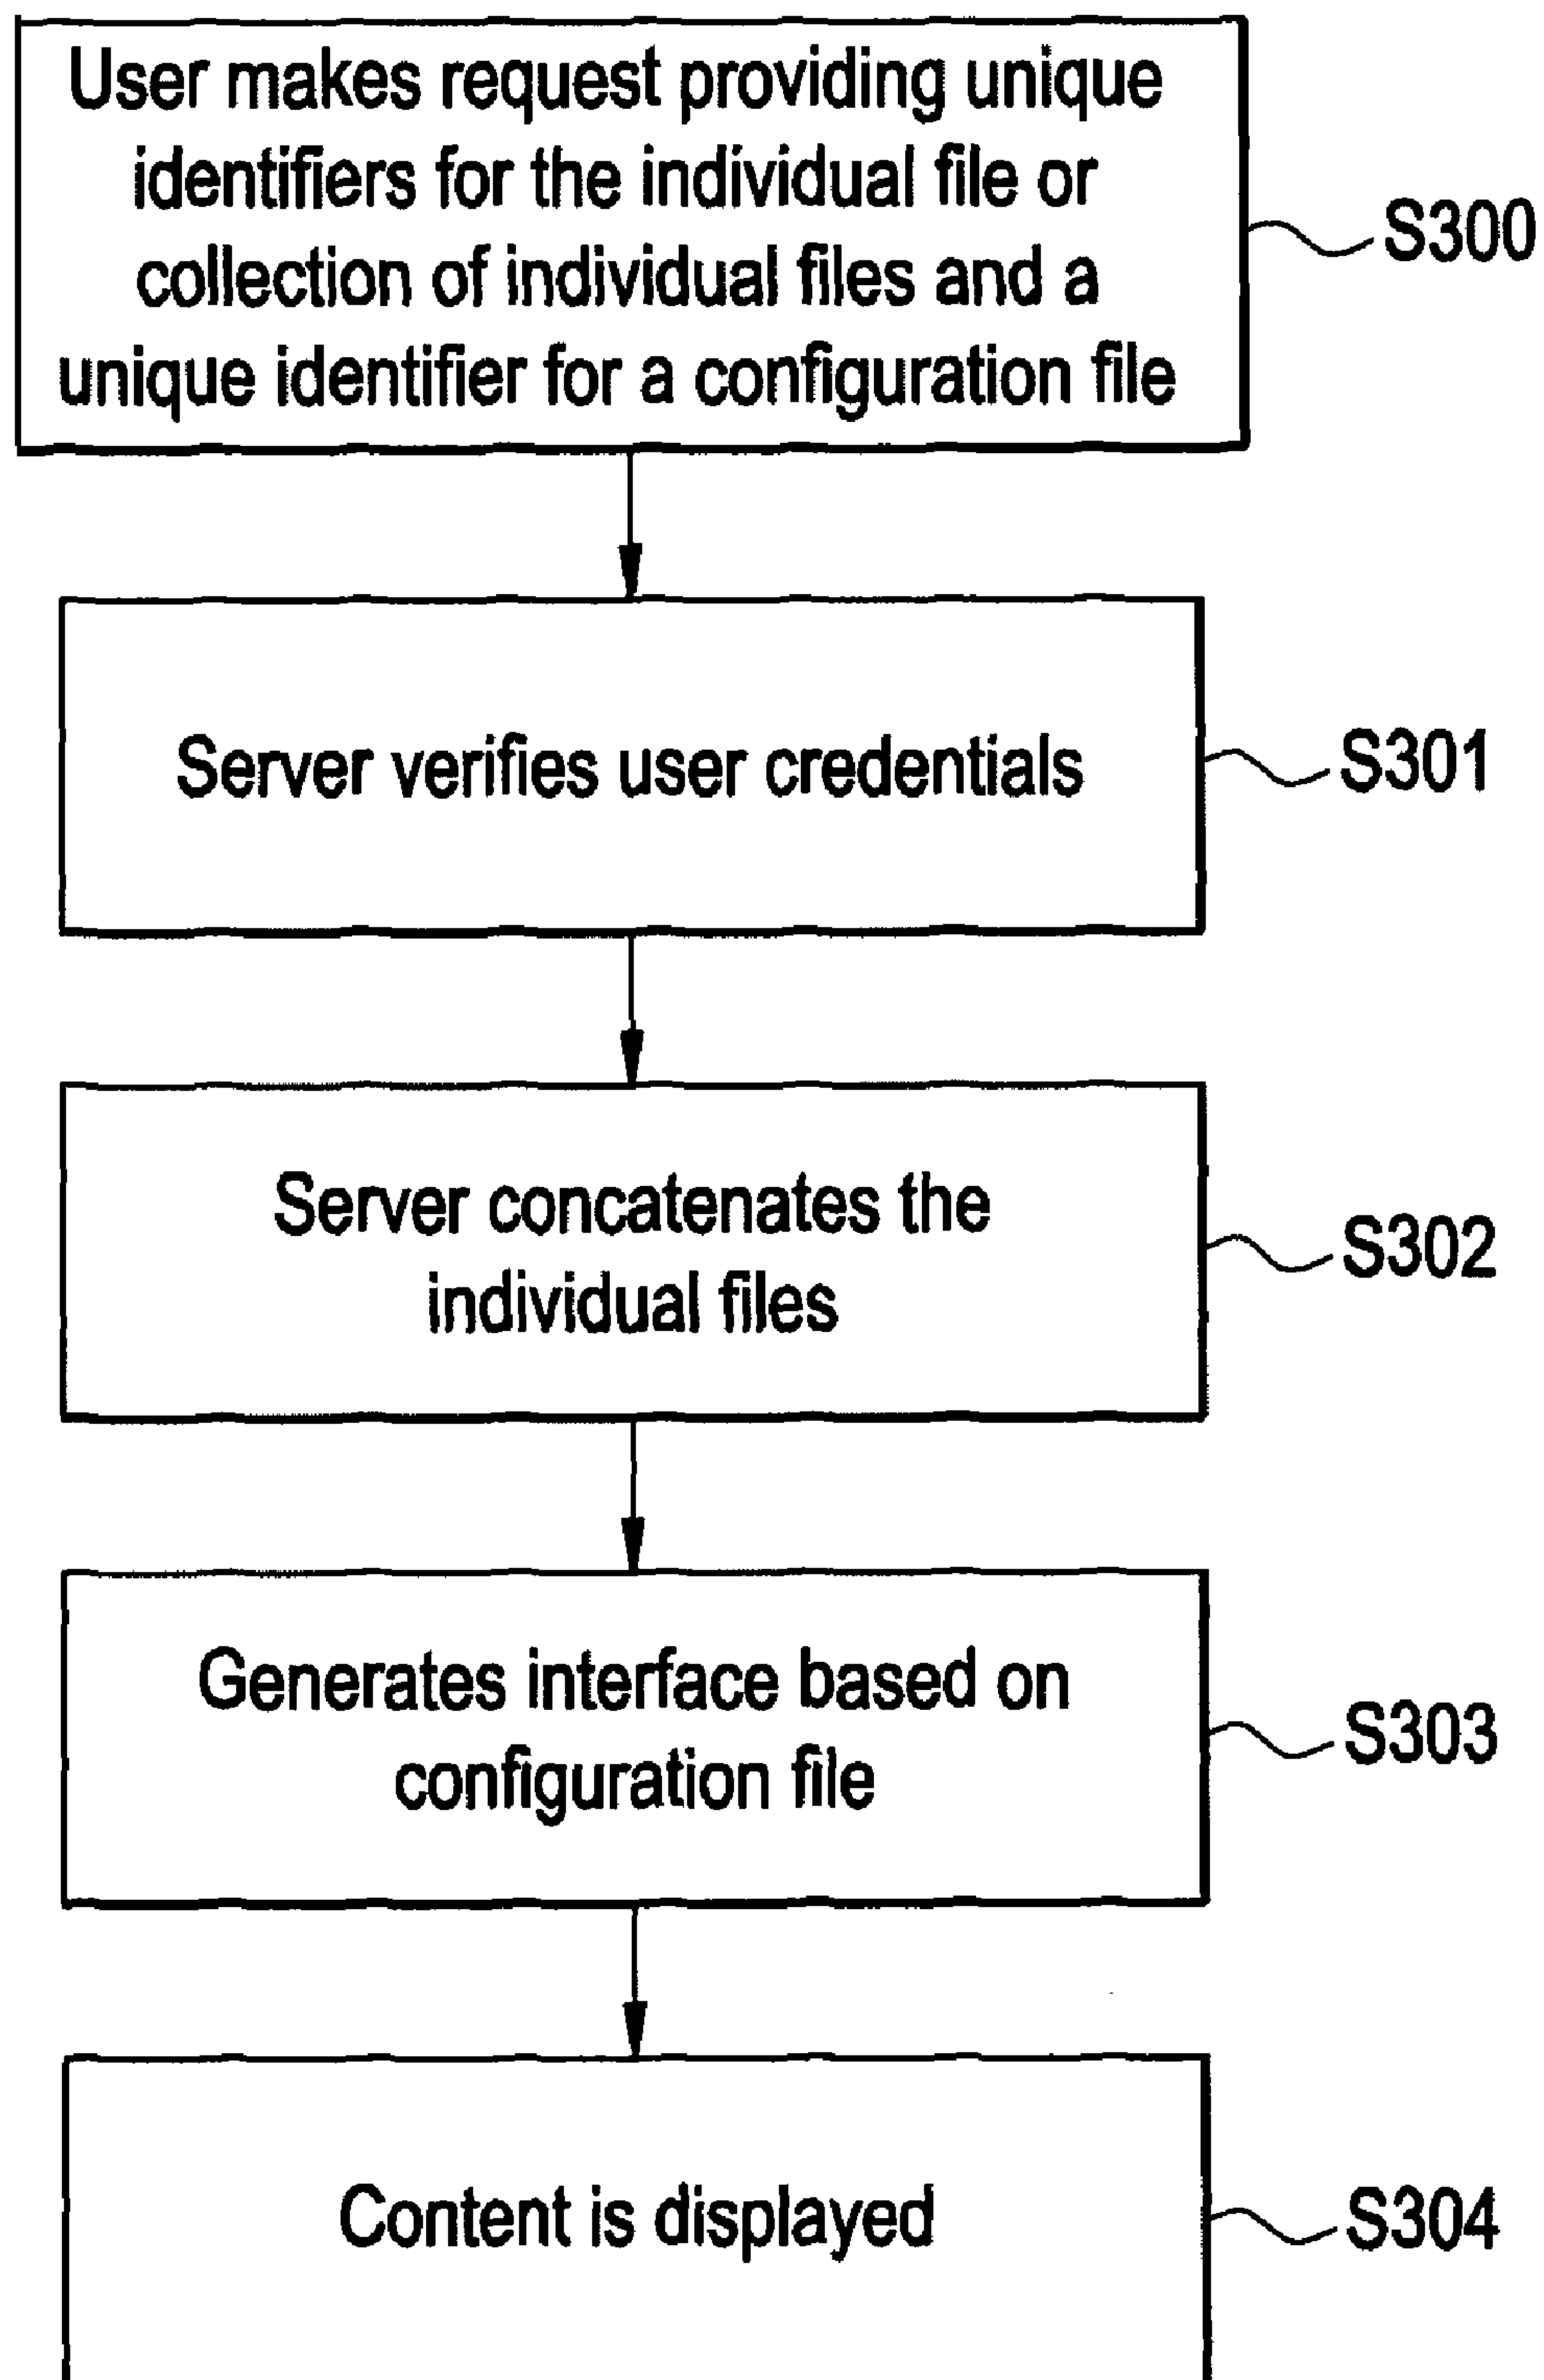 User makes request providing unique
identifiers for the individual file or
collection of individual files and a
unique identifier for a configuration file
S300
Server verifies user credentials
S301
Server concatenates the
individual files
S302
Generates interface based on
configuration file
S303
Content is displayed
S304